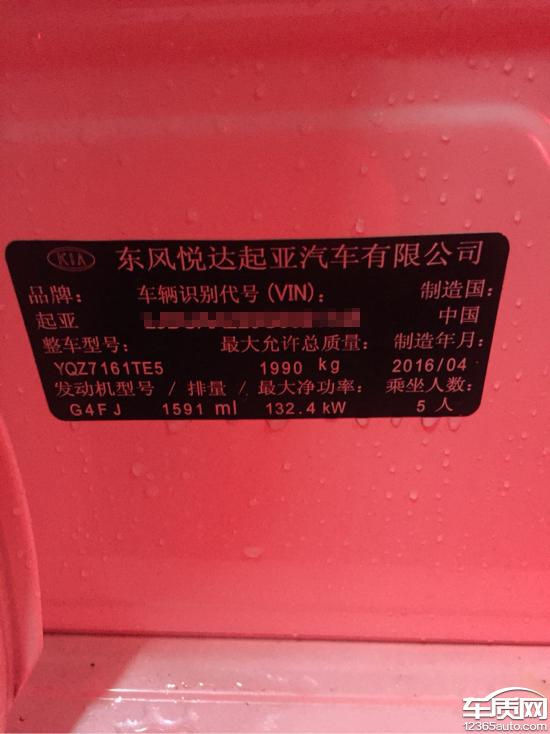 KIA 东风悦达起亚汽车有限公司
品牌: 车辆识别代号(VIN): 制造国:
起亚 中国
整车型号: 最大允许总质量: 制造年月:
YQZ7161TE5 1990 kg 2016/04
发动机型号 / 排量 / 最大净功率: 乘坐人数:
G4FJ 1591 ml 132.4 kW 5 人
车质网
12365auto.com